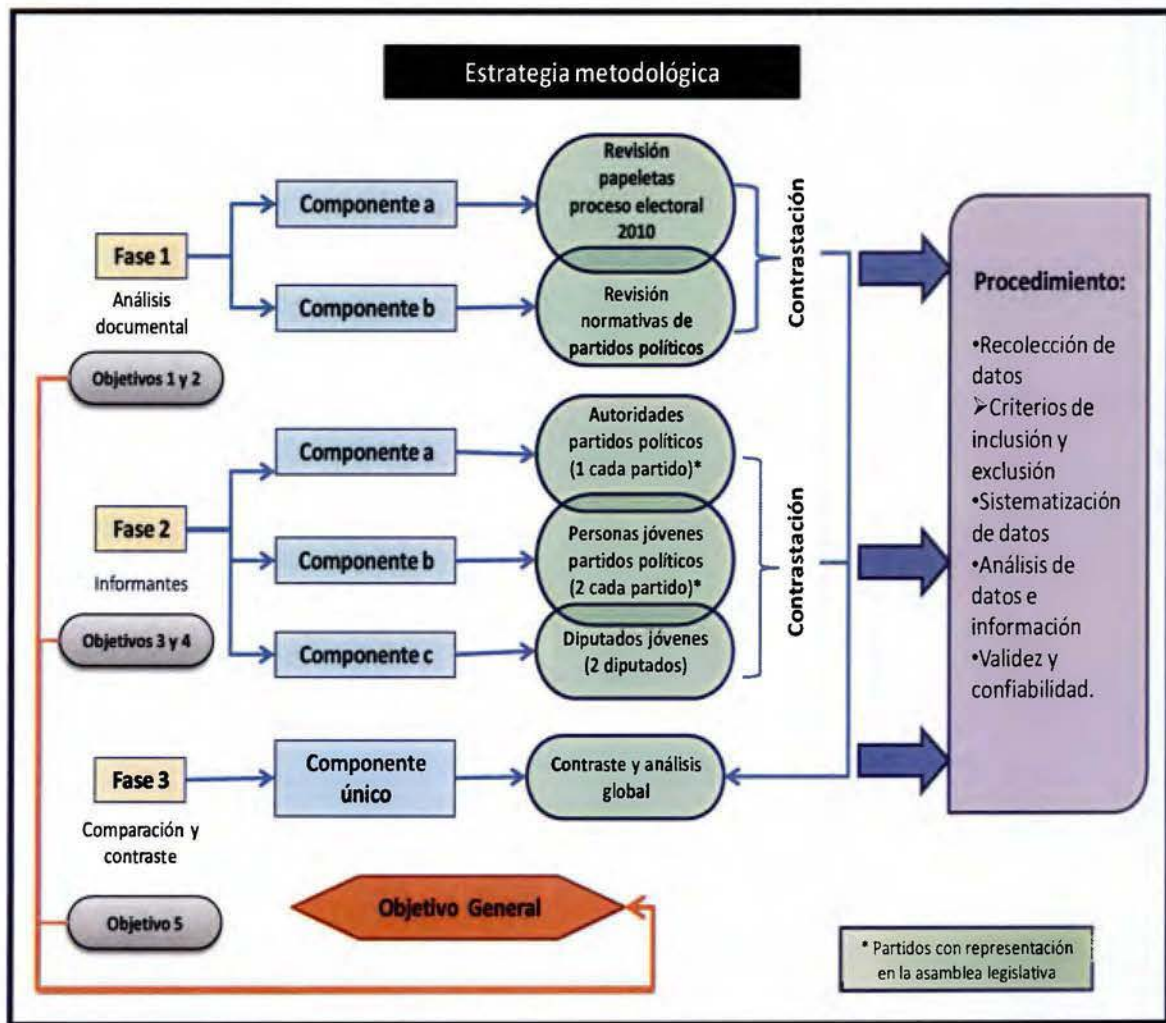 Estrategia metodológica
Fase 1
Análisis
documental
Objetivos 1 y 2
Componente a
Componente b
Revisión
papeletas
proceso electoral
2010
Revisión
normativas de
partidos políticos
Contrastación
Fase 2
Informantes
Objetivos 3 y 4
Componente a
Componente b
Componente c
Autoridades
partidos políticos
(1 cada partido)*
Personas jóvenes
partidos políticos
(2 cada partido)*
Diputados jóvenes
(2 diputados)
Contrastación
Fase 3
Comparación y
contraste
Objetivo 5
Componente
único
Contraste y análisis
global
Objetivo General
Procedimiento:
•Recolección de
datos
➢Criterios de
inclusión y
exclusión
•Sistematización
de datos
•Análisis de
datos e
información
•Validez y
confiabilidad.
* Partidos con representación
en la asamblea legislativa